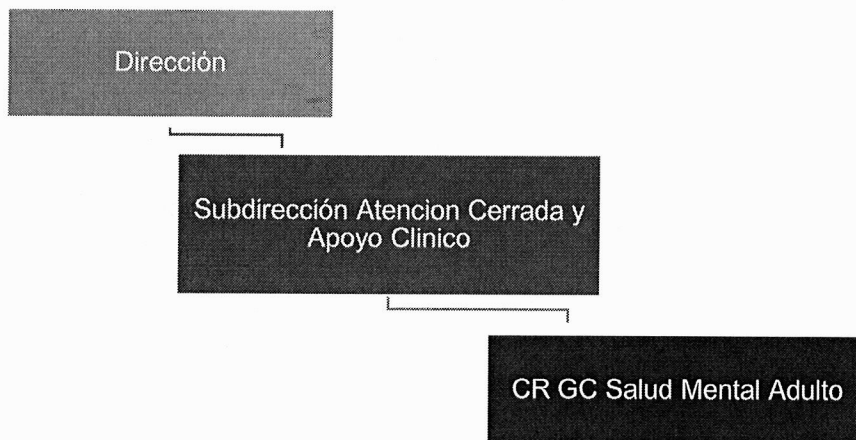 Dirección
Subdirección Atencion Cerrada y
Apoyo Clinico
CR GC Salud Mental Adulto